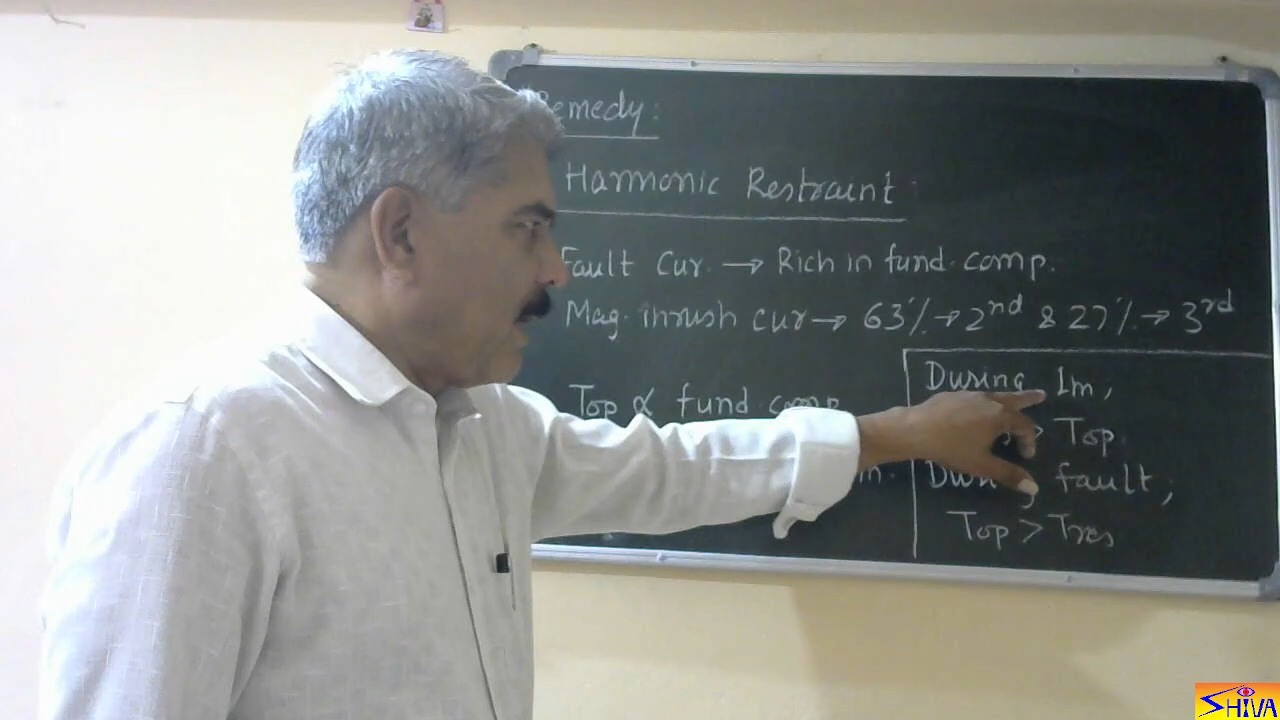 Remedy:
Harmonic Restraint:
Fault Cur. → Rich in fund. comp.
Mag. inrush cur → 63% → 2nd & 27% → 3rd
Top ∝ fund comp
During Im,
> Top.
fault,
Top > Tres
SHIVA